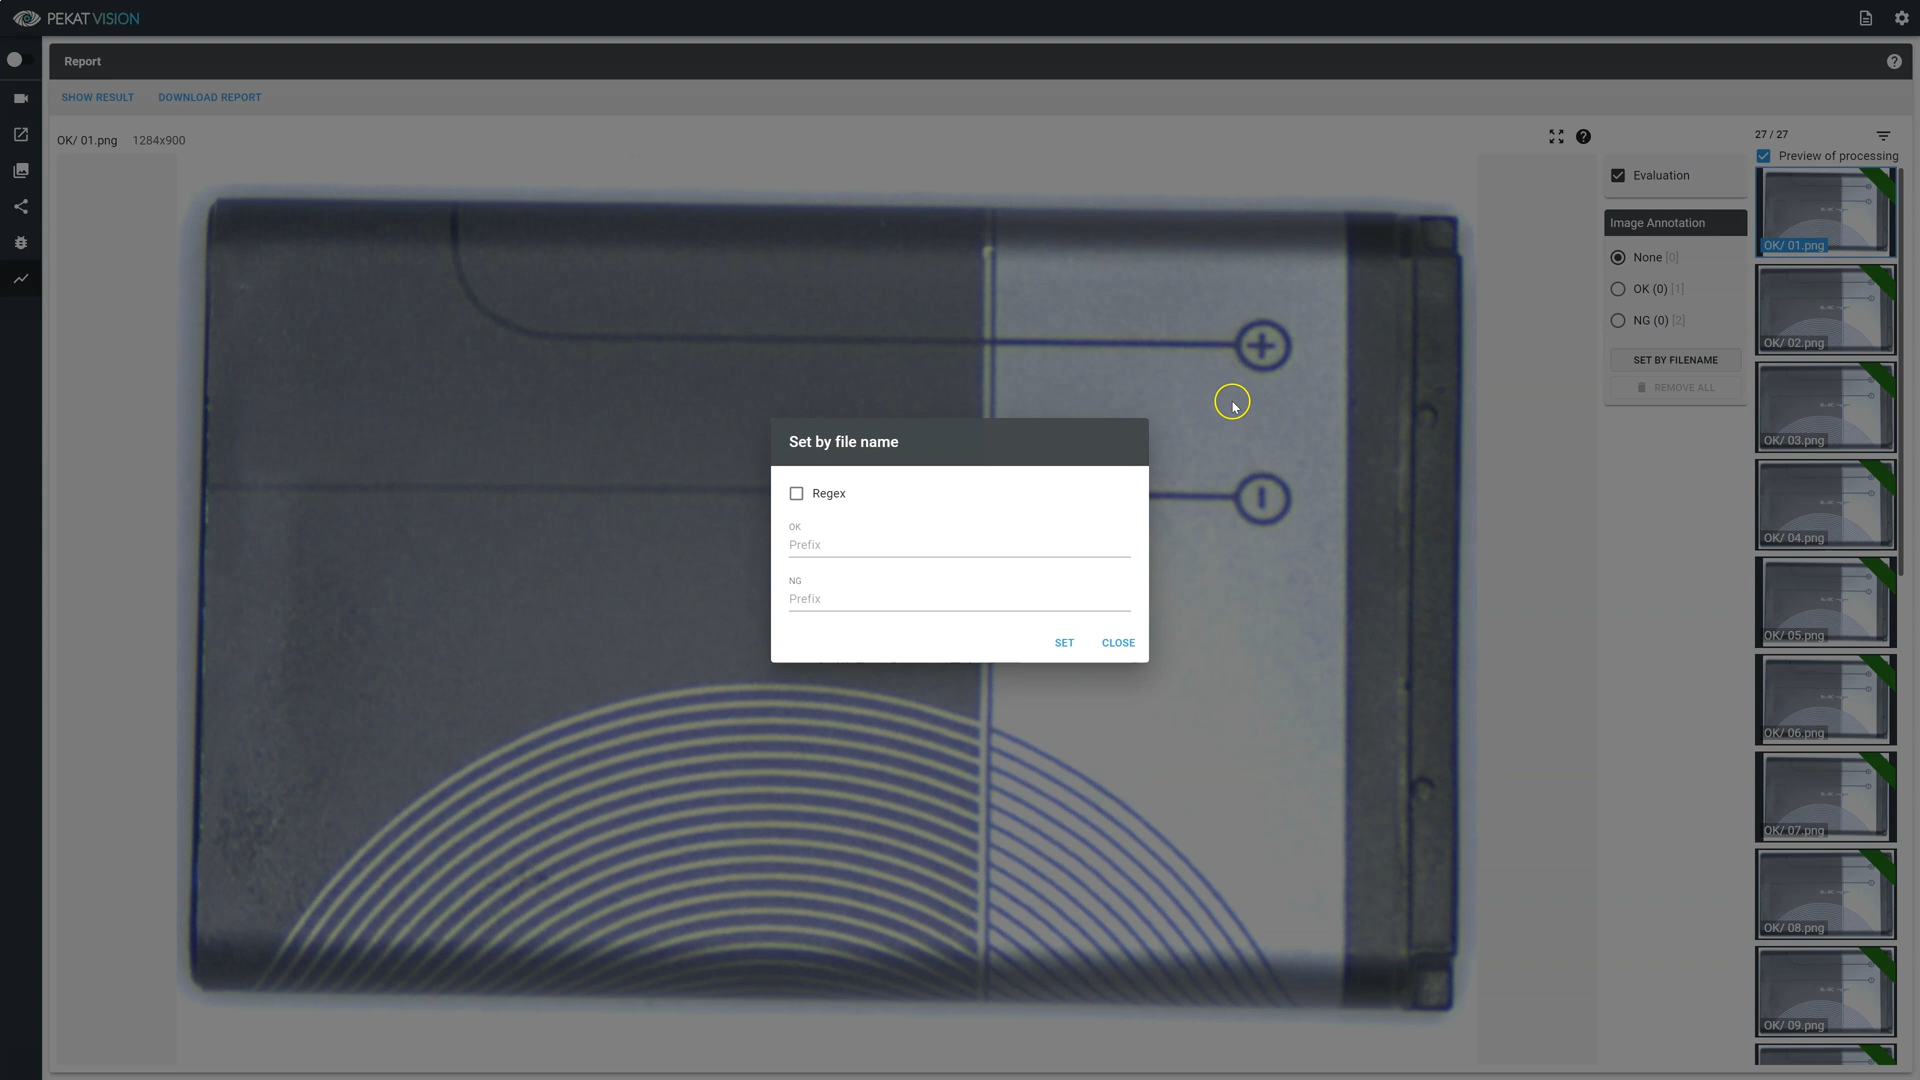 PEKAT VISION
Report
SHOW RESULT
DOWNLOAD REPORT
OK/ 01.png 1284x900
27 / 27
Preview of processing
Evaluation
Image Annotation
None [0]
OK (0) [1]
NG (0) [2]
SET BY FILENAME
REMOVE ALL
Set by file name
Regex
OK
Prefix
NG
Prefix
SET
CLOSE
OK/ 01.png
OK/ 02.png
OK/ 03.png
OK/ 04.png
OK/ 05.png
OK/ 06.png
OK/ 07.png
OK/ 08.png
OK/ 09.png